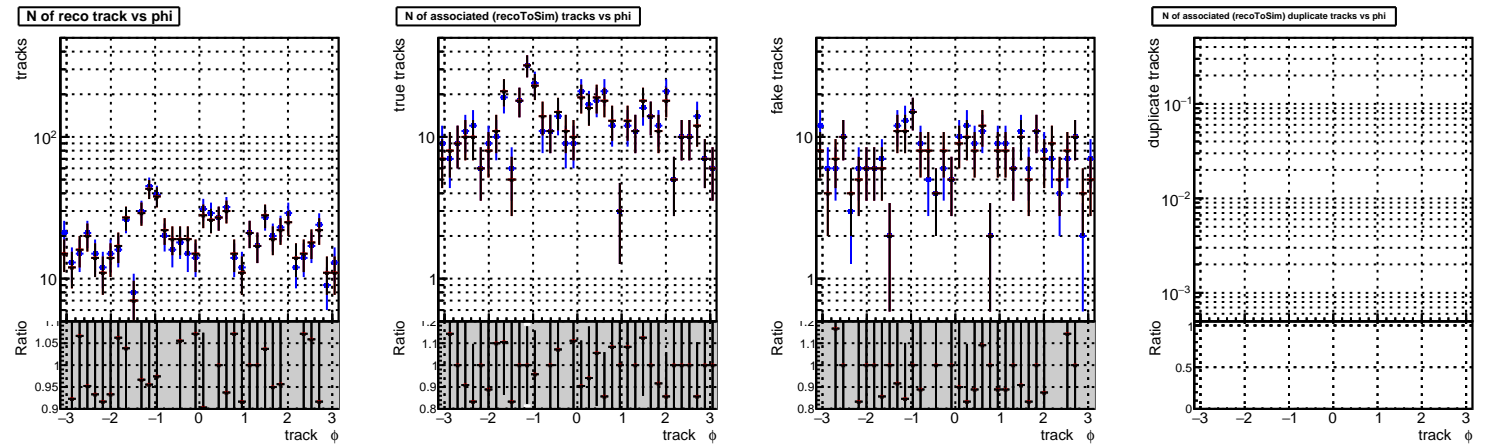 N of reco track vs phi
tracks
10²
10
Ratio
1.1
1.05
1
0.95
0.9
−3 −2 −1 0 1 2 3
track φ
N of associated (recoToSim) tracks vs phi
true tracks
10
1
Ratio
1.2
1.1
1
0.9
0.8
−3 −2 −1 0 1 2 3
track φ
fake tracks
10
1
Ratio
1.2
1.1
1
0.9
0.8
−3 −2 −1 0 1 2 3
track φ
N of associated (recoToSim) duplicate tracks vs phi
duplicate tracks
10⁻¹
10⁻²
10⁻³
Ratio
1
0.5
0
−3 −2 −1 0 1 2 3
track φ